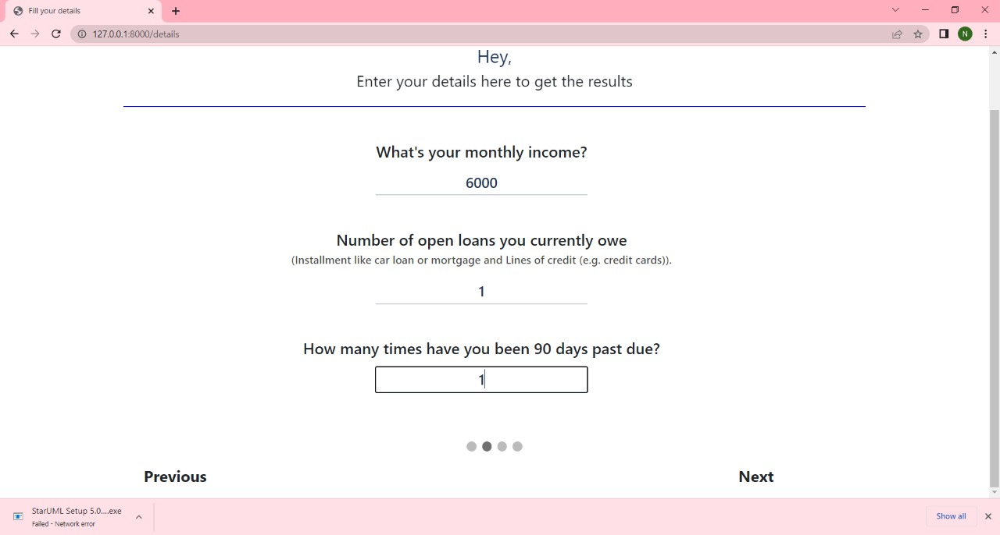 Fill your details
127.0.0.1:8000/details
N
Hey,
Enter your details here to get the results
What's your monthly income?
6000
Number of open loans you currently owe
(Installment like car loan or mortgage and Lines of credit (e.g. credit cards)).
1
How many times have you been 90 days past due?
1
Previous
Next
StarUML Setup 5.0....exe
Failed - Network error
Show all